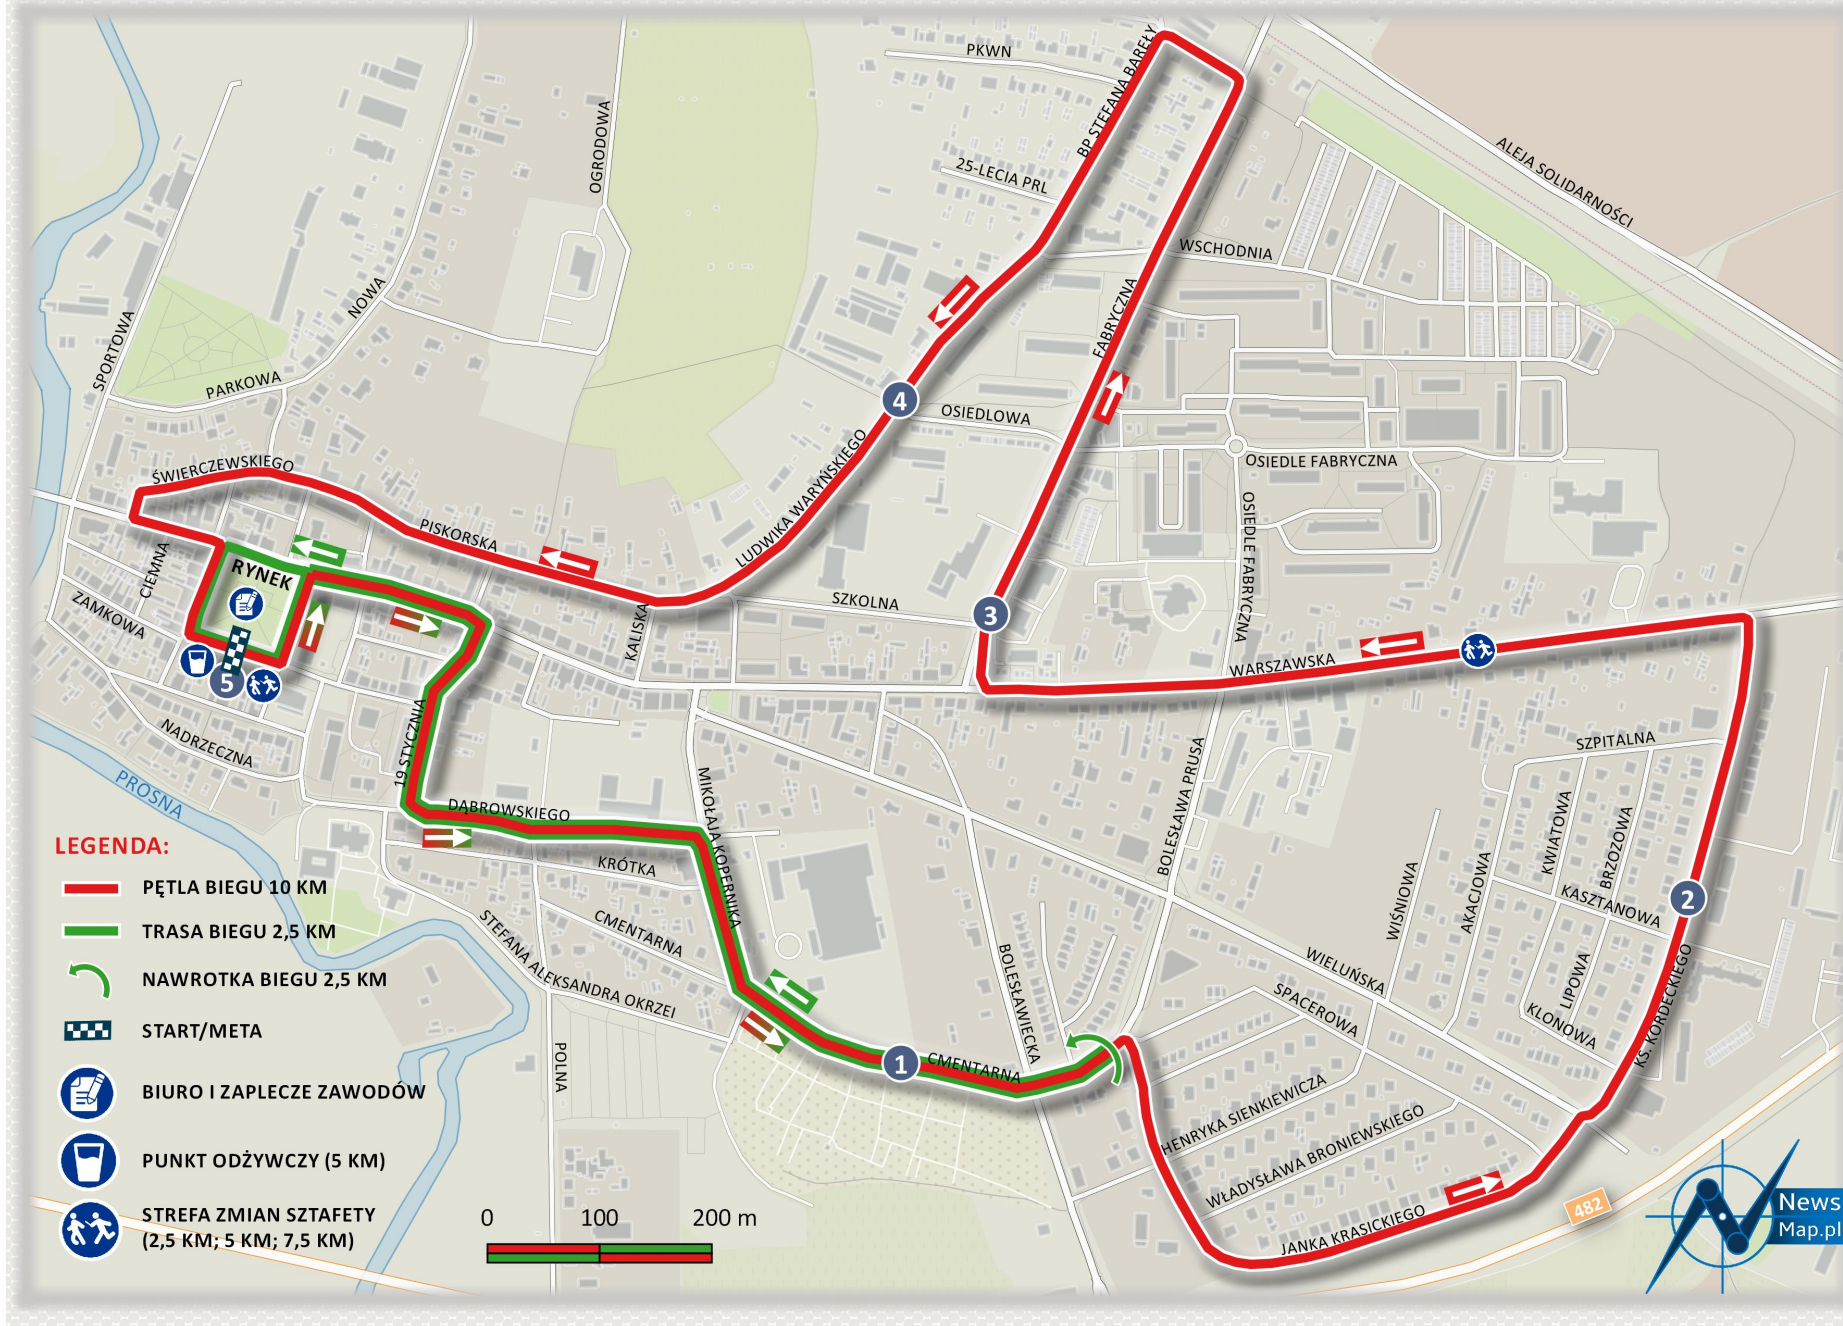 PKWN
BP STEFANA BAREŁY
OGRODOWA
ALEJA SOLIDARNOŚCI
25-LECIA PRL
WSCHODNIA
NOWA
FABRYCZNA
SPORTOWA
PARKOWA
4
OSIEDLOWA
ŚWIERCZEWSKIEGO
LUDWIKA WARYŃSKIEGO
OSIEDLE FABRYCZNA
OSIEDLE FABRYCZNA
PISKORSKA
CIEMNA
RYNEK
ZAMKOWA
SZKOLNA
3
KALISKA
WARSZAWSKA
5
NADRZECZNA
19 STYCZNIA
SZPITALNA
PROSNA
MIKOŁAJA KOPERNIKA
BOLESŁAWA PRUSA
DĄBROWSKIEGO
KWIATOWA
BRZOZOWA
KRÓTKA
WIŚNIOWA
AKACJOWA
KASZTANOWA
2
CMENTARNA
STEFANA ALEKSANDRA OKRZEI
BOLESŁAWIECKA
WIELUŃSKA
SPACEROWA
LIPOWA
KLONOWA
KS. KORDECKIEGO
POLNA
1
CMENTARNA
HENRYKA SIENKIEWICZA
WŁADYSŁAWA BRONIEWSKIEGO
JANKA KRASICKIEGO
482
LEGENDA:
PĘTLA BIEGU 10 KM
TRASA BIEGU 2,5 KM
NAWROTKA BIEGU 2,5 KM
START/META
BIURO I ZAPLECZE ZAWODÓW
PUNKT ODŻYWCZY (5 KM)
STREFA ZMIAN SZTAFETY
(2,5 KM; 5 KM; 7,5 KM)
0 100 200 m
News
Map.pl